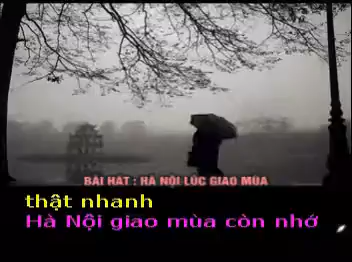 BÀI HÁT : HÀ NỘI LÚC GIAO MÙA
thật nhanh
Hà Nội giao mùa còn nhớ